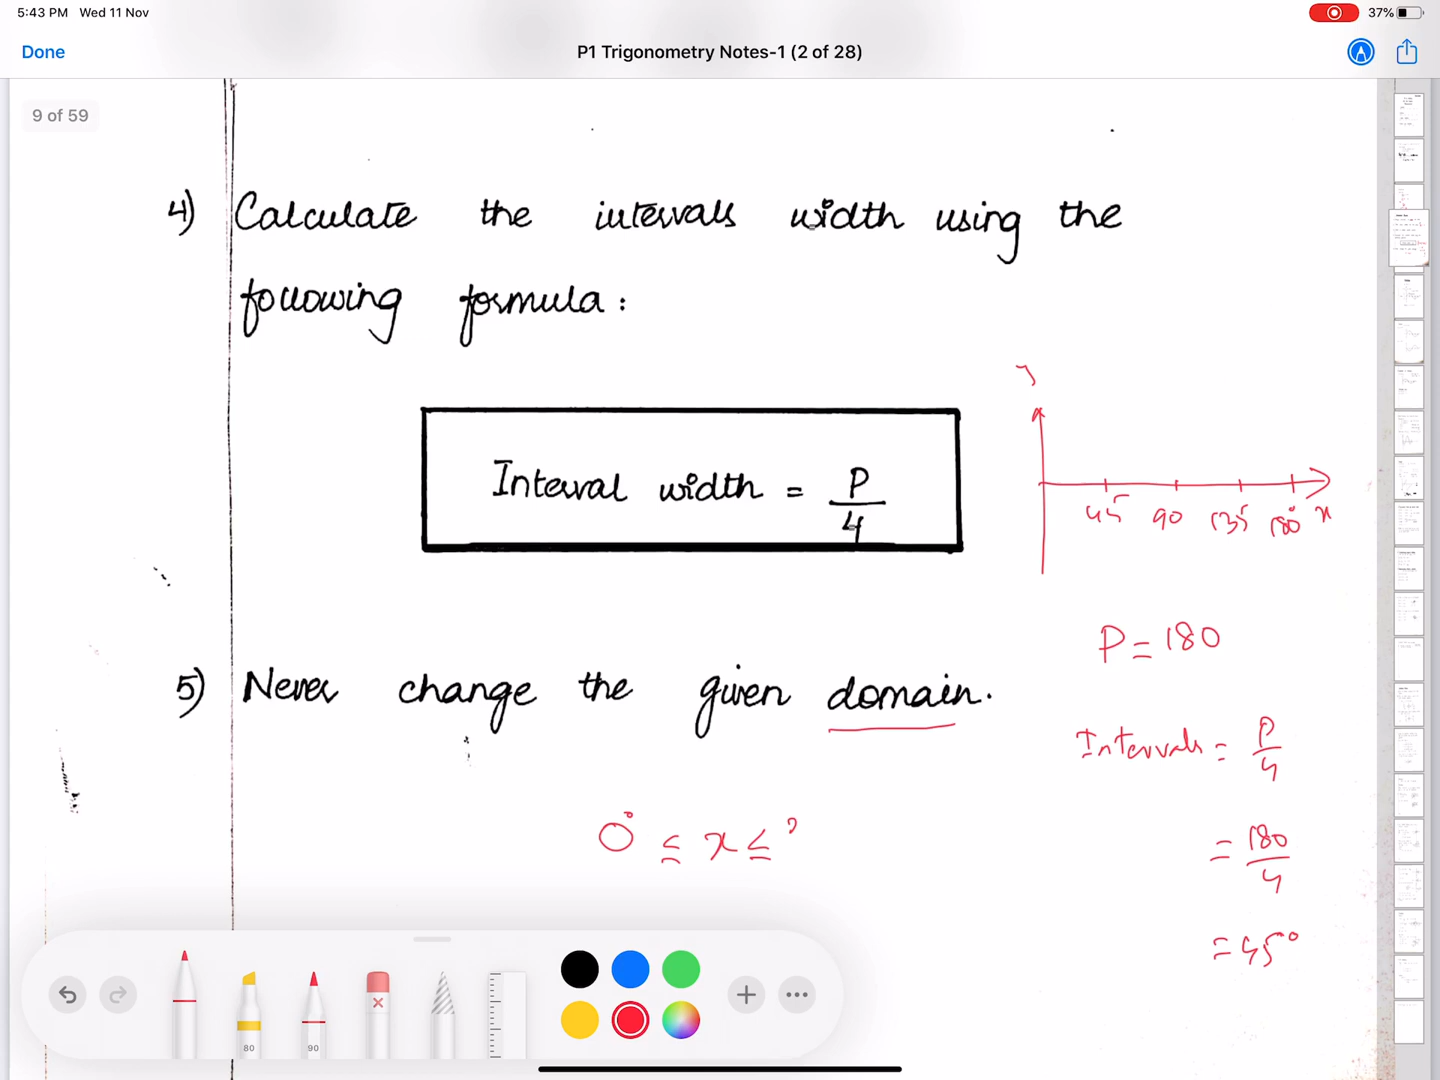 5:43 PM Wed 11 Nov
37%
Done
P1 Trigonometry Notes-1 (2 of 28)
9 of 59
4) Calculate the intervals width using the
following formula:
Interval width = P/4
y
45 90 135 180° x
P = 180
5) Never change the given domain.
Intervals = P/4
0° ≤ x ≤
= 180/4
= 45°
80
90